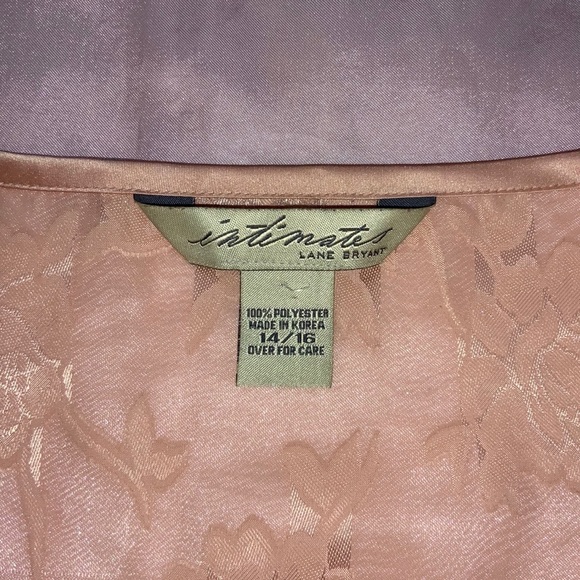 intimates
LANE BRYANT
100% POLYESTER
MADE IN KOREA
14/16
OVER FOR CARE